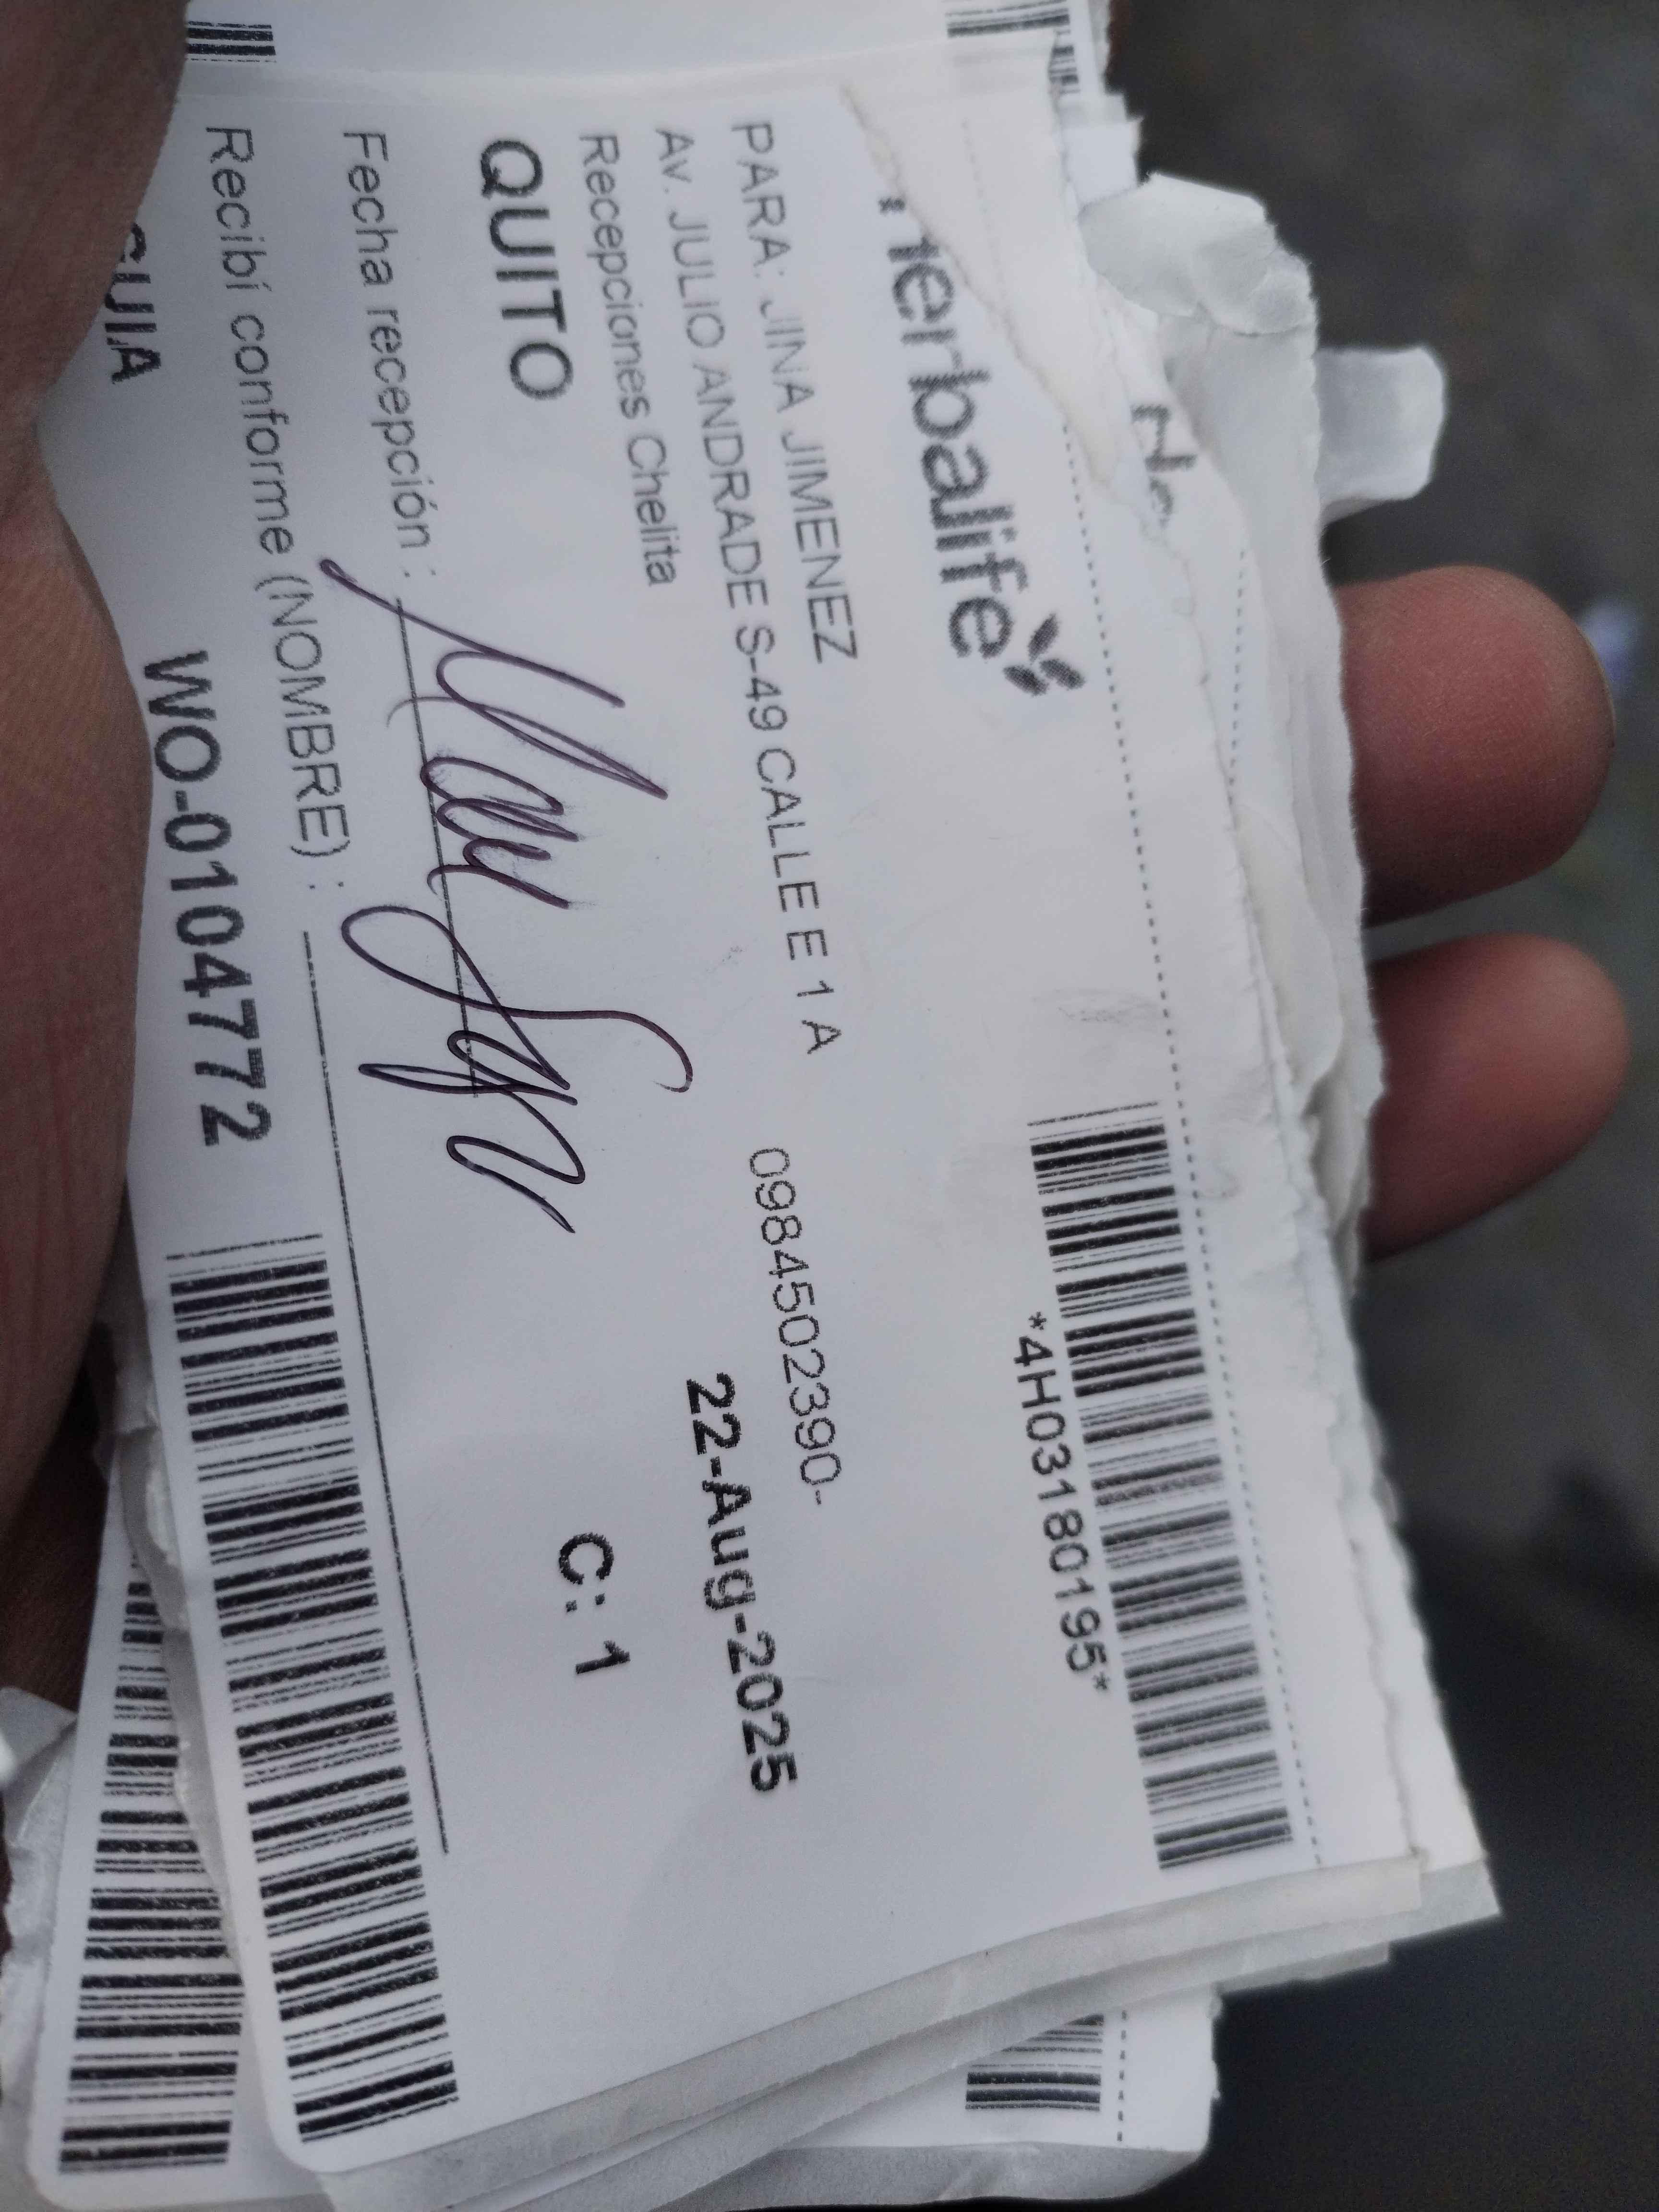 herbalife
*4H03180195*
PARA: JINA JIMENEZ
Av. JULIO ANDRADE S-49 CALLE E 1 A
0984502390-
Recepciones Chelita
22-Aug-2025
QUITO
C: 1
Fecha recepción :
Recibí conforme (NOMBRE) :
GUIA
WO-0104772